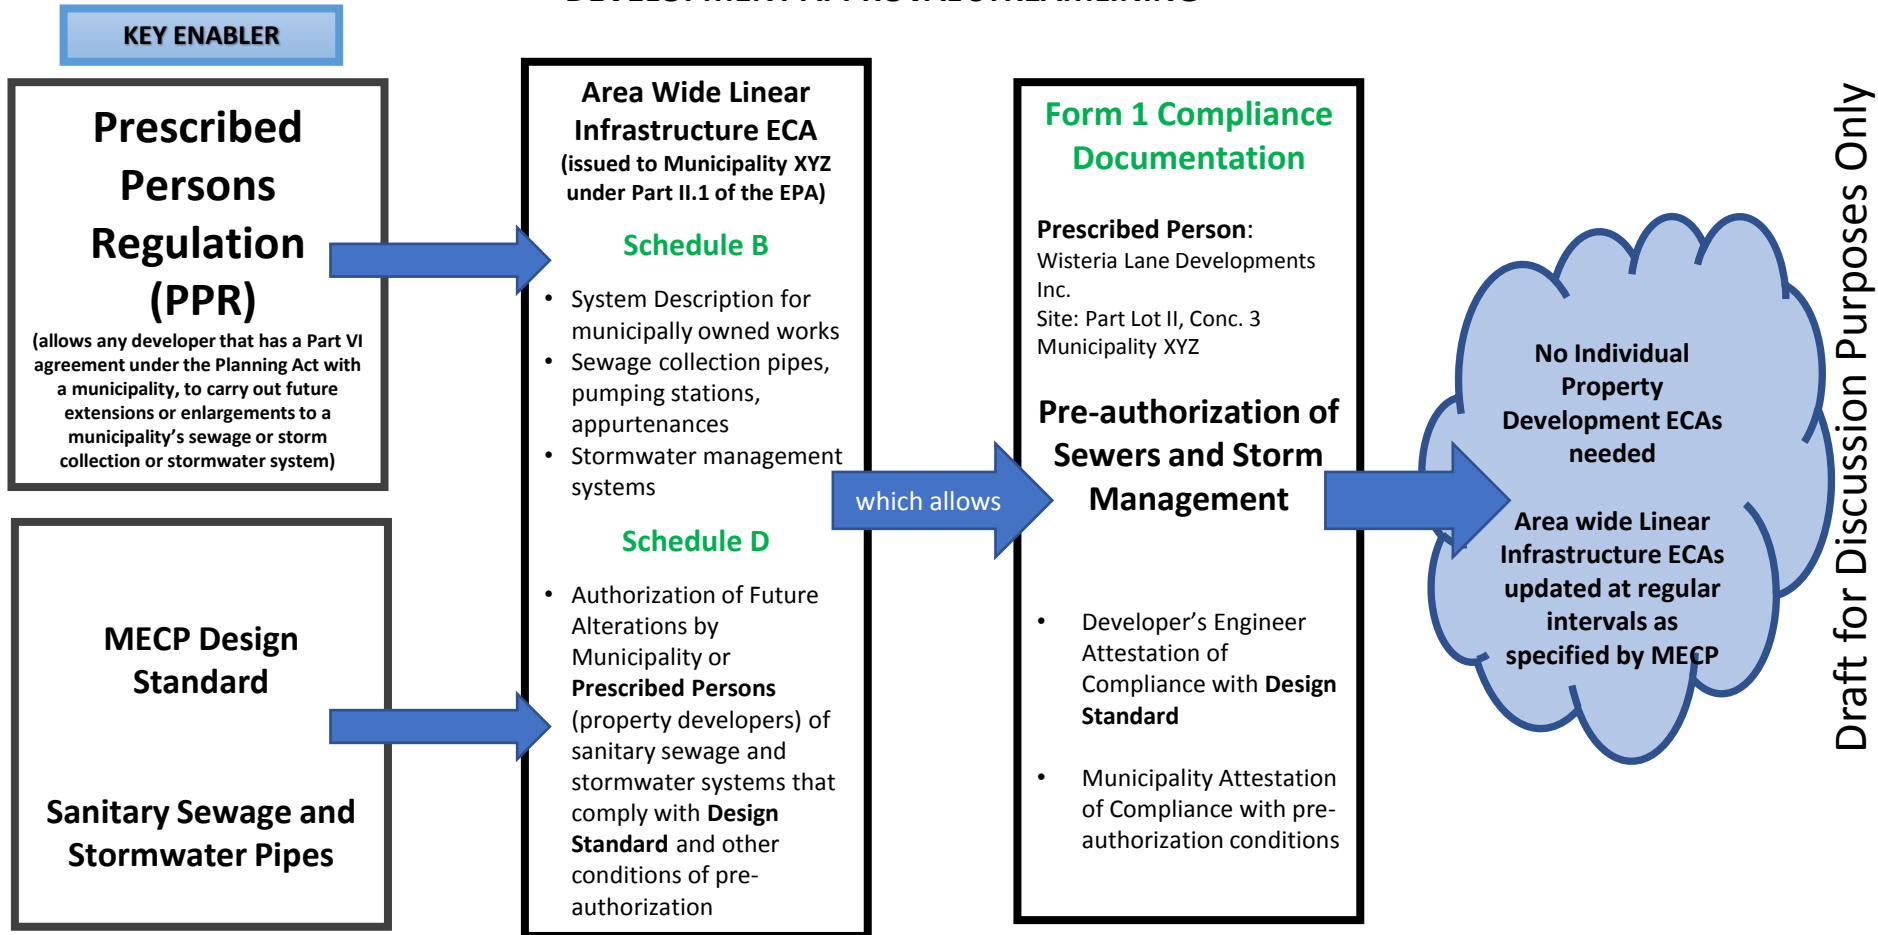 DEVELOPMENT APPROVAL STREAMLINING
KEY ENABLER
Prescribed
Persons
Regulation
(PPR)
(allows any developer that has a Part VI
agreement under the Planning Act with
a municipality, to carry out future
extensions or enlargements to a
municipality's sewage or storm
collection or stormwater system)
MECP Design
Standard
Sanitary Sewage and
Stormwater Pipes
Area Wide Linear
Infrastructure ECA
(issued to Municipality XYZ
under Part II.1 of the EPA)
Schedule B
• System Description for
municipally owned works
• Sewage collection pipes,
pumping stations,
appurtenances
• Stormwater management
systems
Schedule D
• Authorization of Future
Alterations by
Municipality or
Prescribed Persons
(property developers) of
sanitary sewage and
stormwater systems that
comply with Design
Standard and other
conditions of pre-
authorization
which allows
Form 1 Compliance
Documentation
Prescribed Person:
Wisteria Lane Developments
Inc.
Site: Part Lot II, Conc. 3
Municipality XYZ
Pre-authorization of
Sewers and Storm
Management
• Developer's Engineer
Attestation of
Compliance with Design
Standard
• Municipality Attestation
of Compliance with pre-
authorization conditions
No Individual
Property
Development ECAs
needed
Area wide Linear
Infrastructure ECAs
updated at regular
intervals as
specified by MECP
Draft for Discussion Purposes Only